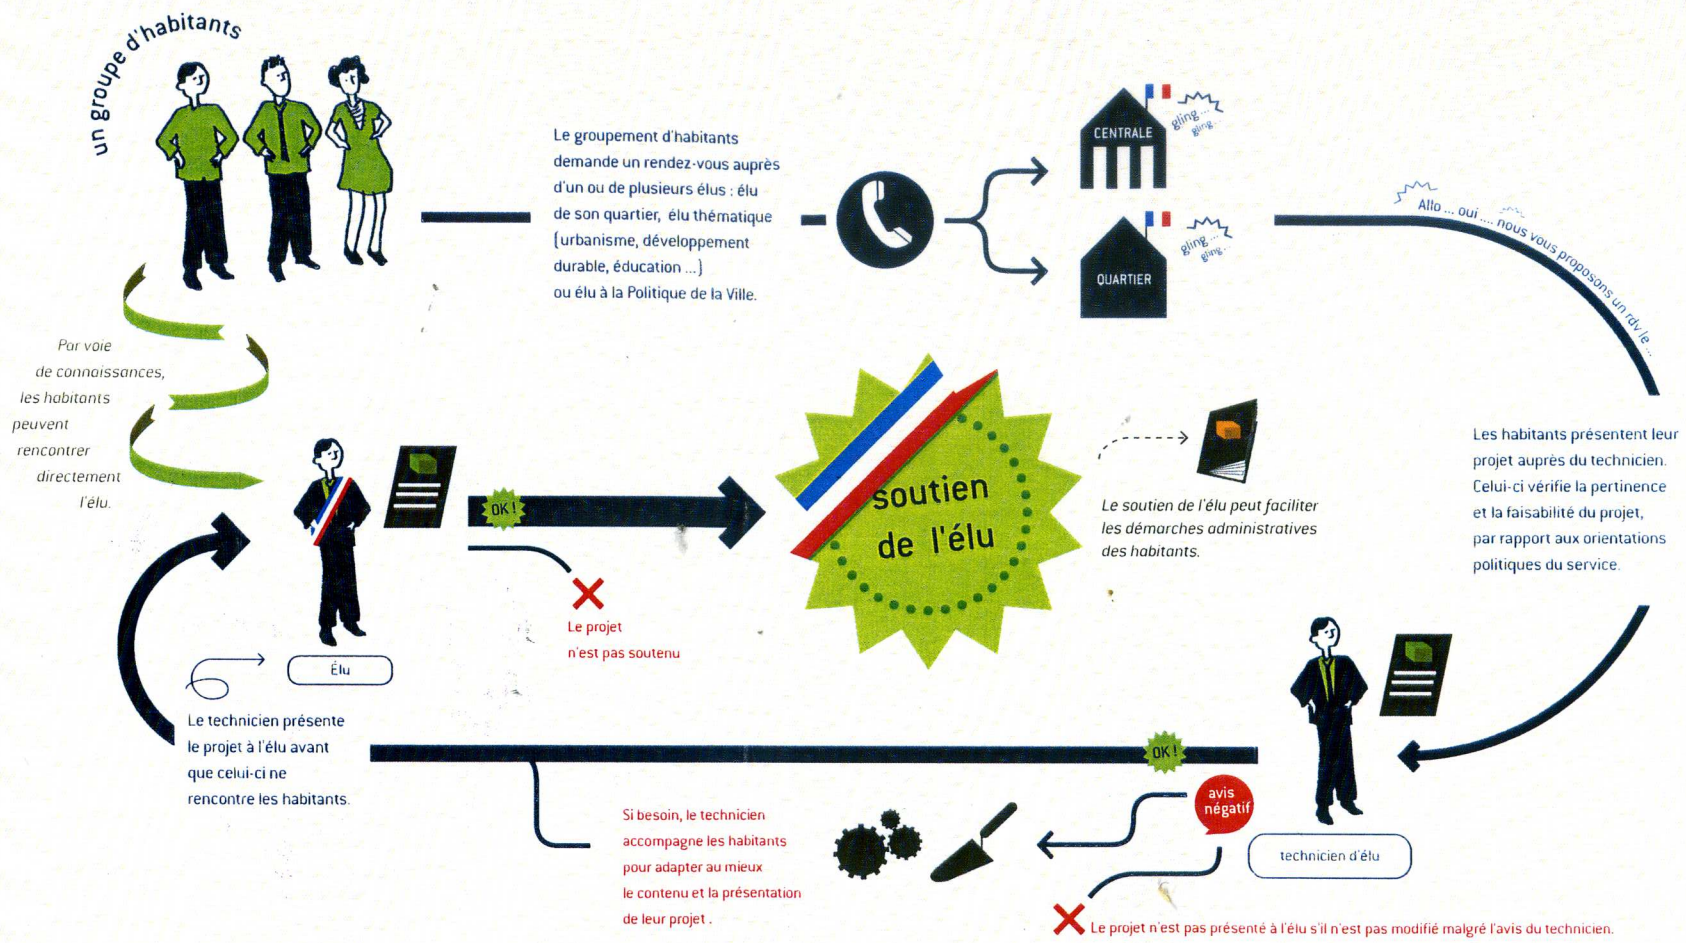 un groupe d'habitants
Le groupement d'habitants
demande un rendez-vous auprès
d'un ou de plusieurs élus : élu
de son quartier, élu thématique
(urbanisme, développement
durable, éducation ...)
ou élu à la Politique de la Ville.
CENTRALE
gling ...
gling...
QUARTIER
gling ...
gling...
Allo ... oui .... nous vous proposons un rdv le ...
Par voie
de connaissances,
les habitants
peuvent
rencontrer
directement
l'élu.
OK !
soutien
de l'élu
Le soutien de l'élu peut faciliter
les démarches administratives
des habitants.
Les habitants présentent leur
projet auprès du technicien.
Celui-ci vérifie la pertinence
et la faisabilité du projet,
par rapport aux orientations
politiques du service.
Le projet
n'est pas soutenu
Élu
Le technicien présente
le projet à l'élu avant
que celui-ci ne
rencontre les habitants.
OK !
avis
négatif
technicien d'élu
Si besoin, le technicien
accompagne les habitants
pour adapter au mieux
le contenu et la présentation
de leur projet .
Le projet n'est pas présenté à l'élu s'il n'est pas modifié malgré l'avis du technicien.